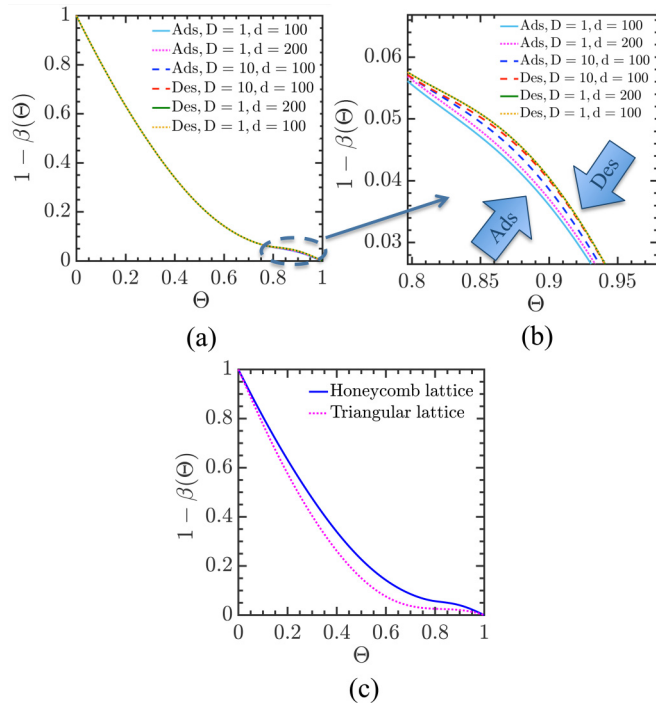 Ads, D = 1, d = 100
Ads, D = 1, d = 200
Ads, D = 10, d = 100
Des, D = 10, d = 100
Des, D = 1, d = 200
Des, D = 1, d = 100
1 − β(Θ)
1
0.8
0.6
0.4
0.2
0
0 0.2 0.4 0.6 0.8 1
Θ
(a)
Ads, D = 1, d = 100
Ads, D = 1, d = 200
Ads, D = 10, d = 100
Des, D = 10, d = 100
Des, D = 1, d = 200
Des, D = 1, d = 100
1 − β(Θ)
0.06
0.05
0.04
0.03
Des
Ads
0.8 0.85 0.9 0.95
Θ
(b)
Honeycomb lattice
Triangular lattice
1 − β(Θ)
1
0.8
0.6
0.4
0.2
0
0 0.2 0.4 0.6 0.8 1
Θ
(c)